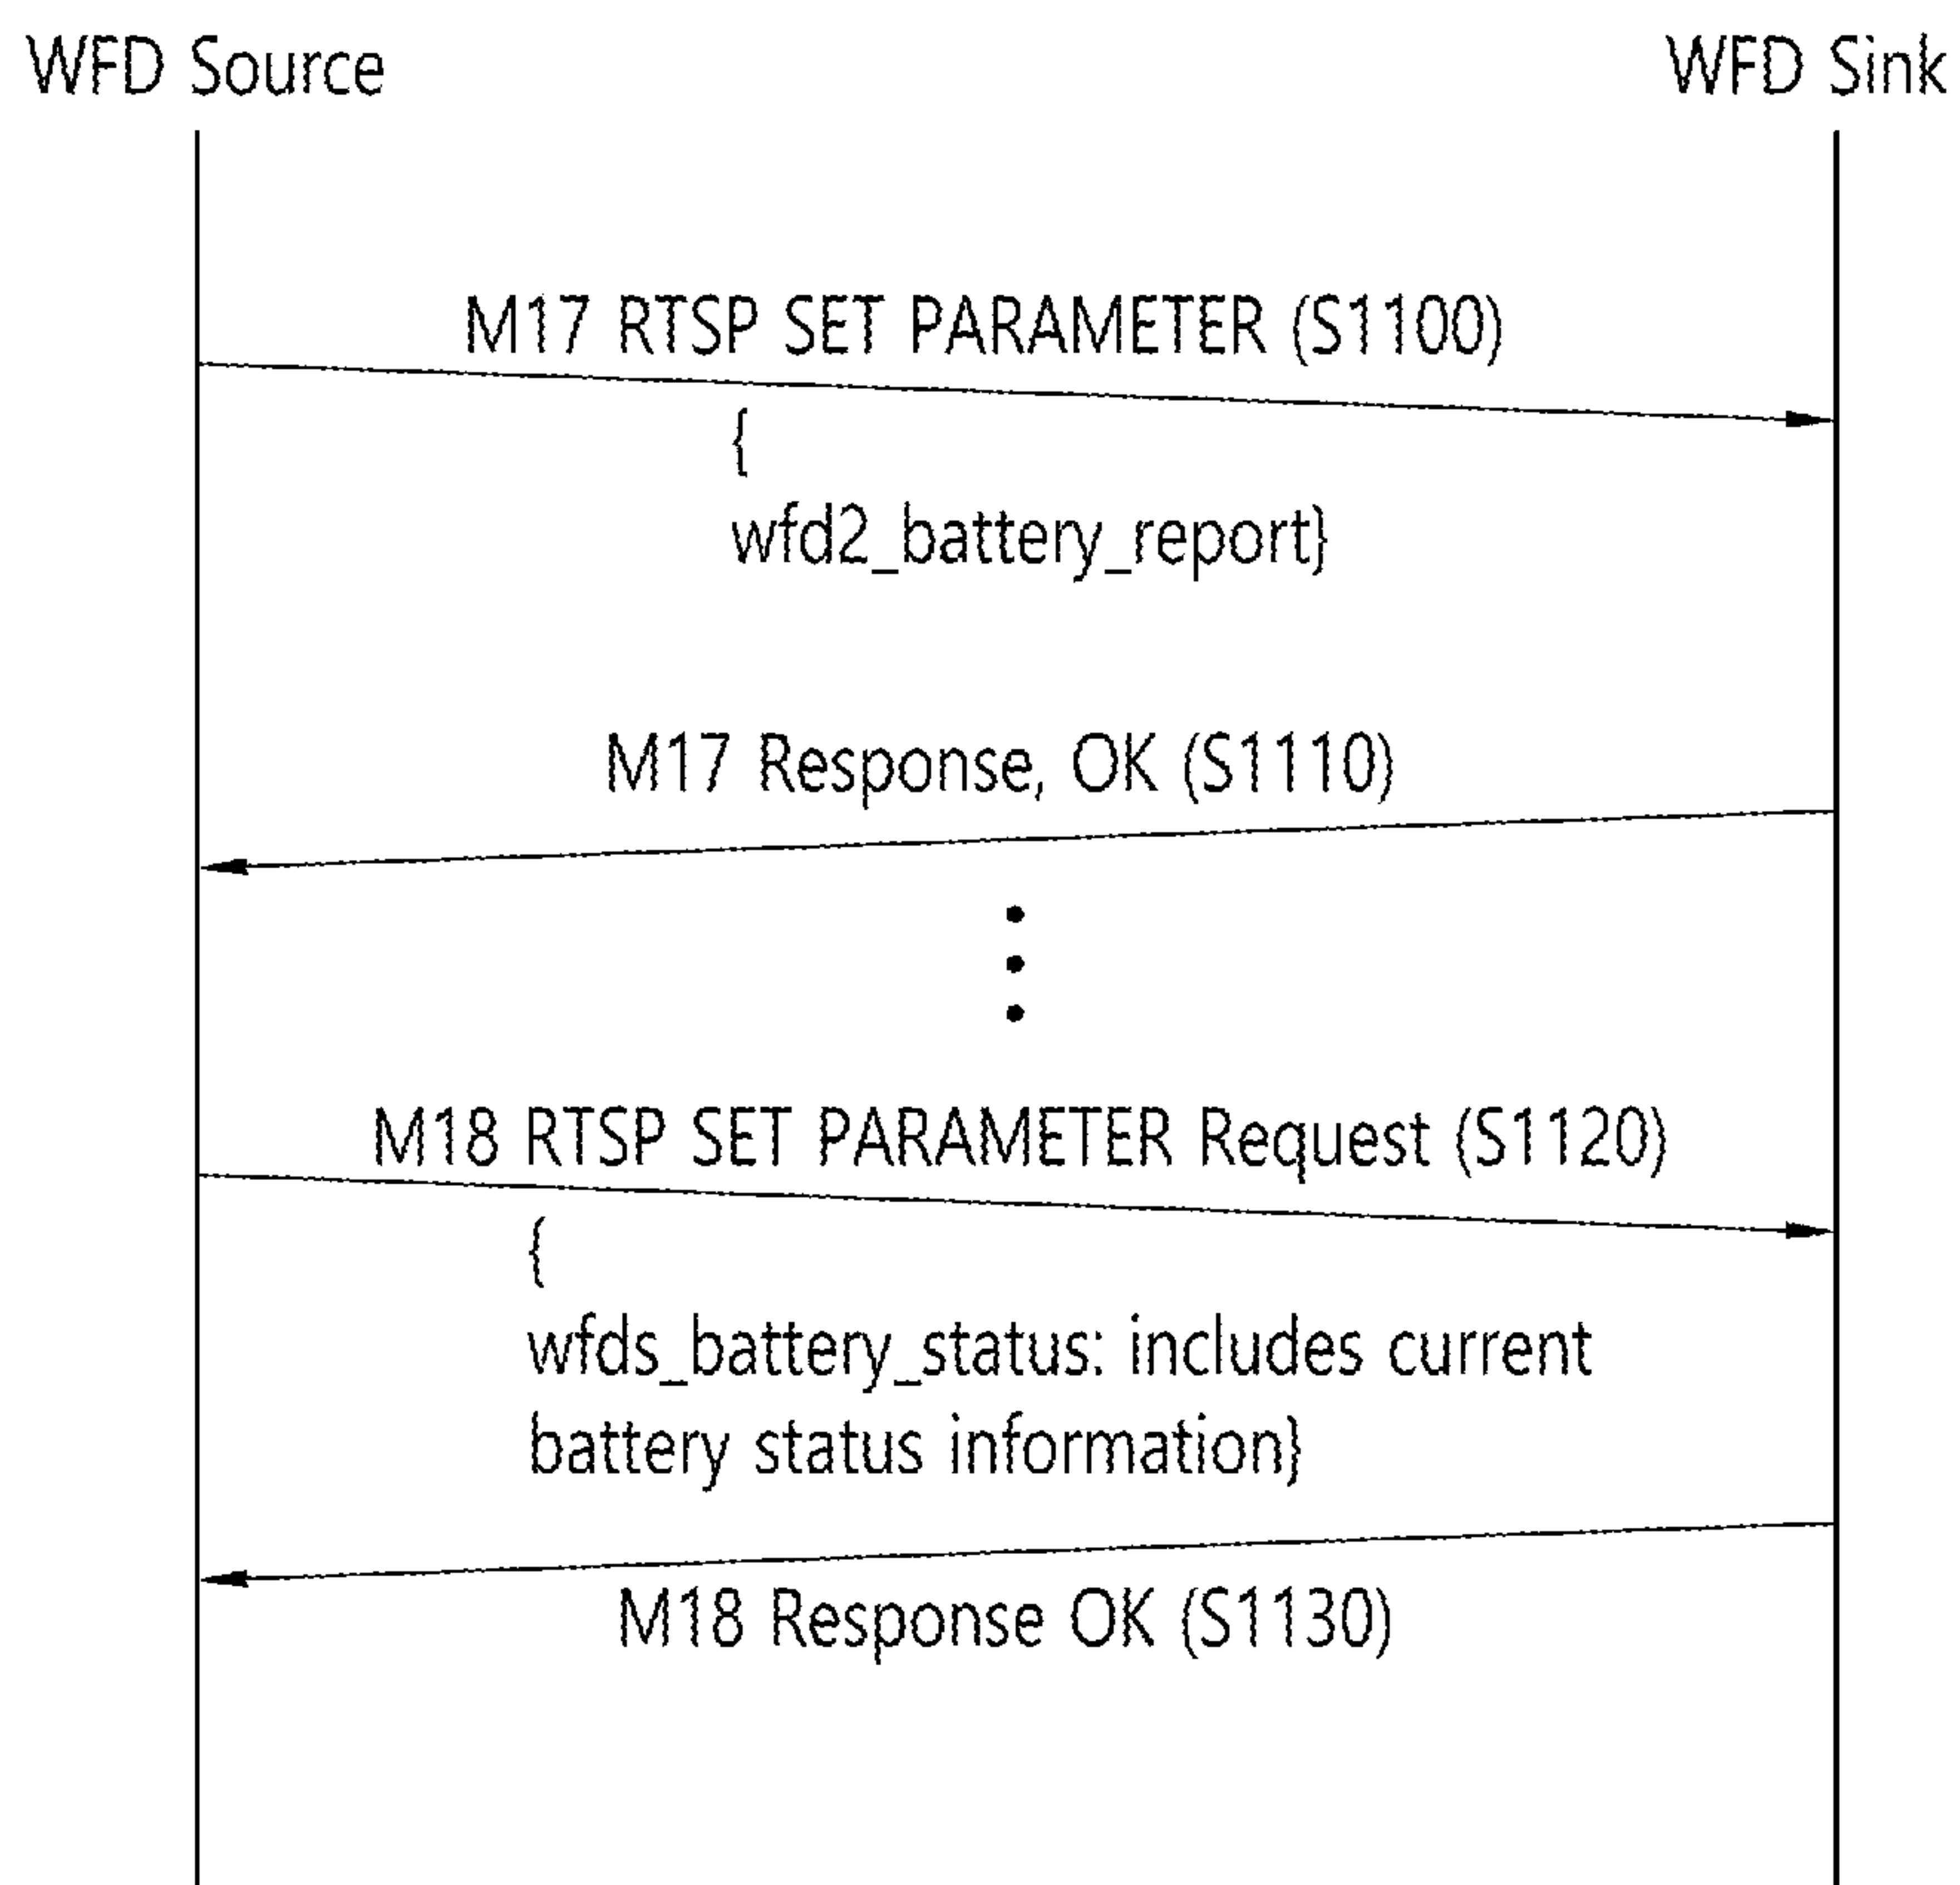 WFD Source
WFD Sink
M17 RTSP SET PARAMETER (S1100)
{
wfd2_battery_report}
M17 Response, OK (S1110)
M18 RTSP SET PARAMETER Request (S1120)
{
wfds_battery_status: includes current
battery status information}
M18 Response OK (S1130)